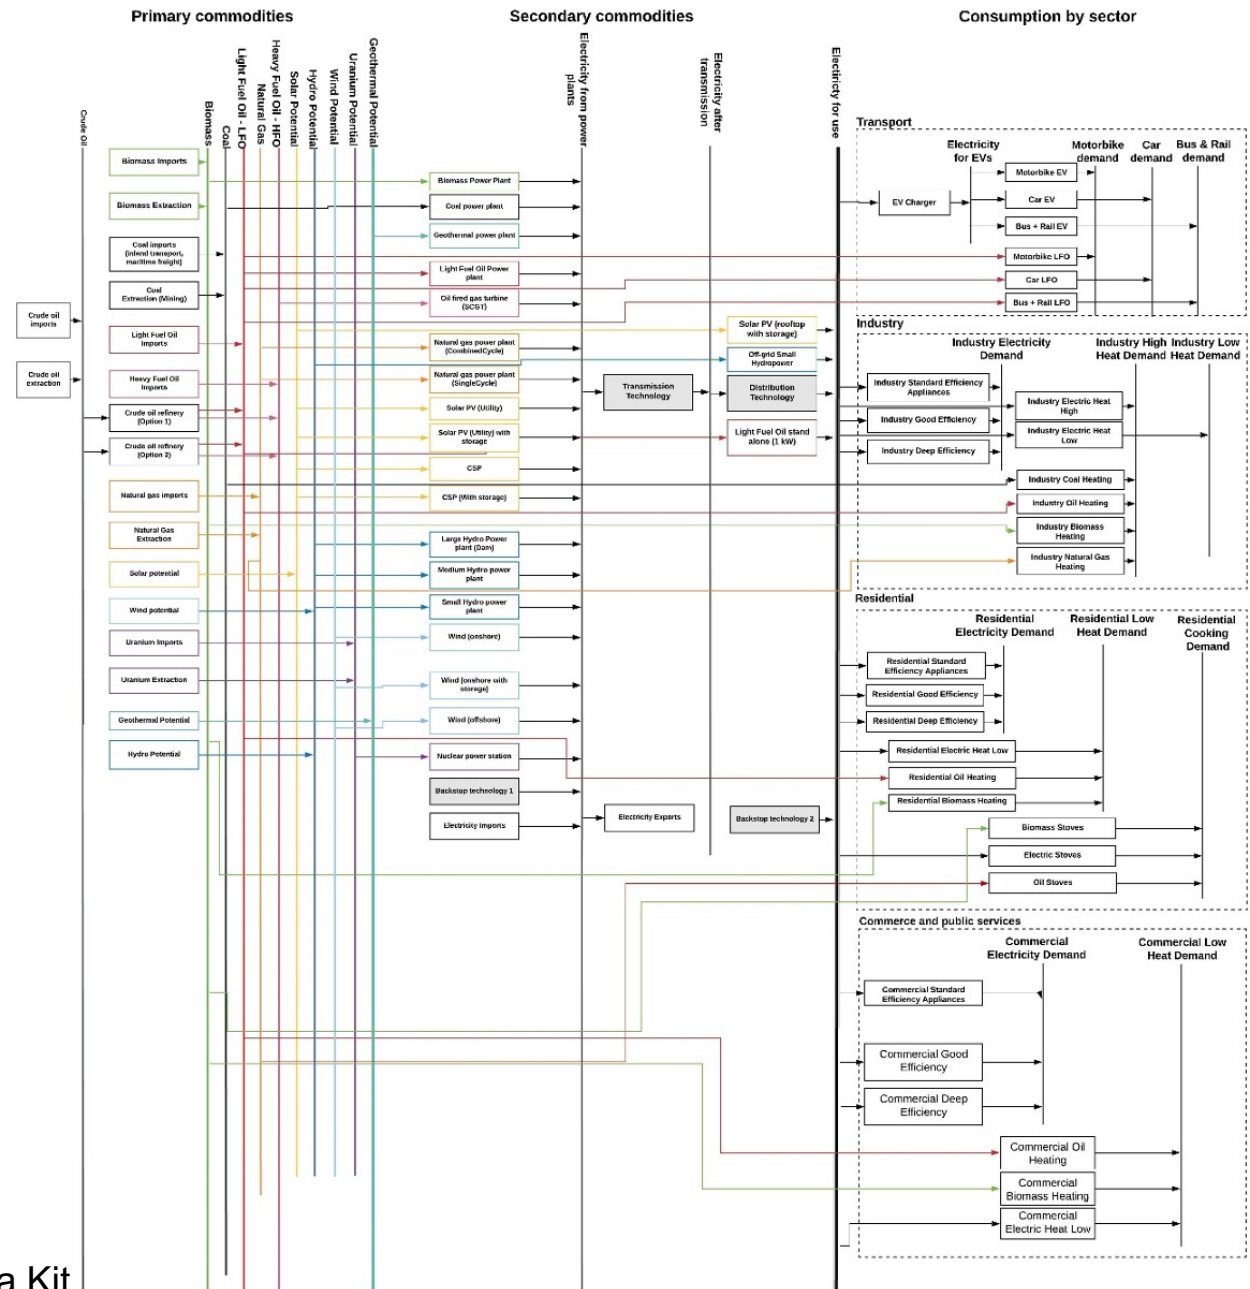 Primary commodities
Secondary commodities
Consumption by sector
Crude Oil
Biomass
Coal
Light Fuel Oil - LFO
Natural Gas
Heavy Fuel Oil - HFO
Solar Potential
Hydro Potential
Wind Potential
Uranium Potential
Geothermal Potential
Electricity from power
plants
Electricity after
transmission
Electiricty for use
Crude oil
imports
Crude oil
extraction
Biomass Imports
Biomass Extraction
Coal imports
(inlend transport,
maritime freight)
Coal
Extraction (Mining)
Light Fuel Oil
Imports
Heavy Fuel Oil
Imports
Crude oil refinery
(Option 1)
Crude oil refinery
(Option 2)
Natural gas imports
Natural Gas
Extraction
Solar potential
Wind potential
Uranium Imports
Uranium Extraction
Geothermal Potential
Hydro Potential
Biomass Power Plant
Coal power plant
Geothermal power plant
Light Fuel Oil Power
plant
Oil fired gas turbine
(SCGT)
Natural gas power plant
(CombinedCycle)
Natural gas power plant
(SingleCycle)
Solar PV (Utility)
Solar PV (Utility) with
storage
CSP
CSP (With storage)
Large Hydro Power
plant (Dam)
Medium Hydro power
plant
Small Hydro power
plant
Wind (onshore)
Wind (onshore with
storage)
Wind (offshore)
Nuclear power station
Backstop technology 1
Electricity Imports
Transmission
Technology
Electricity Exports
Solar PV (rooftop
with storage)
Off-grid Small
Hydropower
Distribution
Technology
Light Fuel Oil stand
alone (1 kW)
Backstop technology 2
Transport
Electricity
for EVs
Motorbike
demand
Car
demand
Bus & Rail
demand
EV Charger
Motorbike EV
Car EV
Bus + Rail EV
Motorbike LFO
Car LFO
Bus + Rail LFO
Industry
Industry Electricity
Demand
Industry High
Heat Demand
Industry Low
Heat Demand
Industry Standard Efficiency
Appliances
Industry Good Efficiency
Industry Deep Efficiency
Industry Electric Heat
High
Industry Electric Heat
Low
Industry Coal Heating
Industry Oil Heating
Industry Biomass
Heating
Industry Natural Gas
Heating
Residential
Residential
Electricity Demand
Residential Low
Heat Demand
Residential
Cooking
Demand
Residential Standard
Efficiency Appliances
Residential Good Efficiency
Residential Deep Efficiency
Residential Electric Heat Low
Residential Oil Heating
Residential Biomass Heating
Biomass Stoves
Electric Stoves
Oil Stoves
Commerce and public services
Commercial
Electricity Demand
Commercial Low
Heat Demand
Commercial Standard
Efficiency Appliances
Commercial Good
Efficiency
Commercial Deep
Efficiency
Commercial Oil
Heating
Commercial
Biomass Heating
Commercial
Electric Heat Low
a Kit